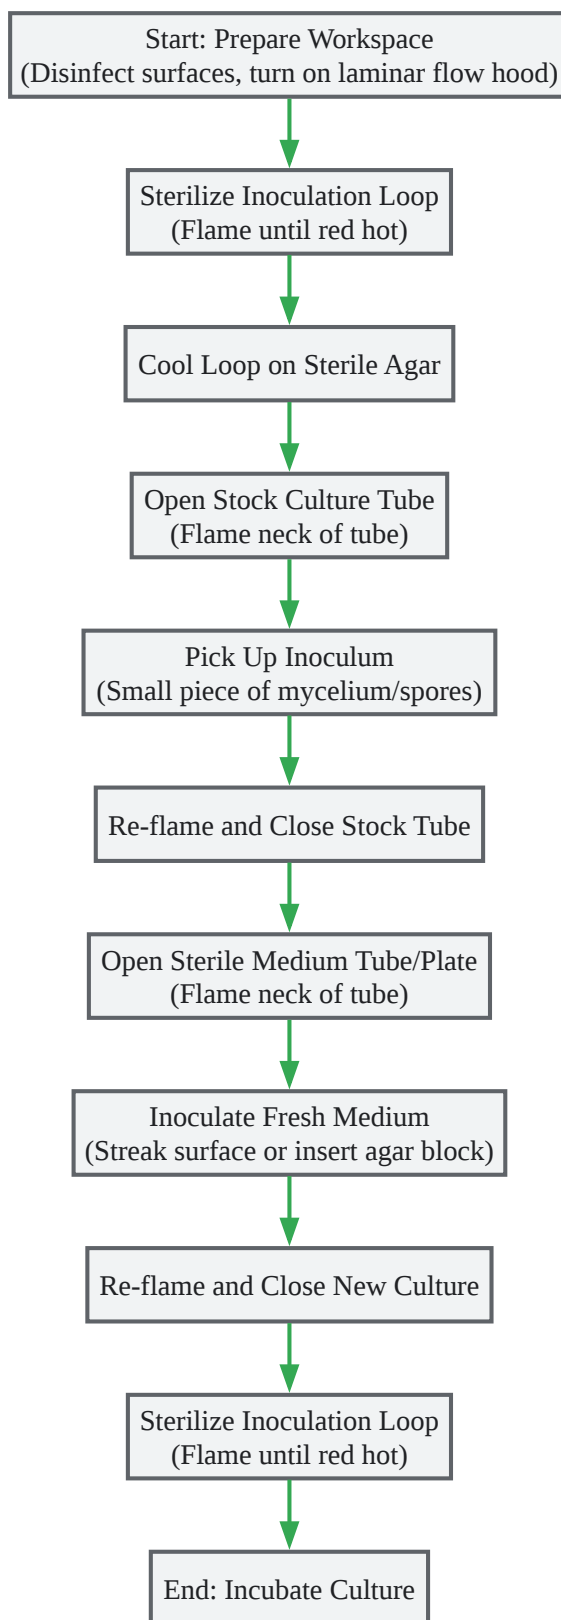 Start: Prepare Workspace
(Disinfect surfaces, turn on laminar flow hood)
Sterilize Inoculation Loop
(Flame until red hot)
Cool Loop on Sterile Agar
Open Stock Culture Tube
(Flame neck of tube)
Pick Up Inoculum
(Small piece of mycelium/spores)
Re-flame and Close Stock Tube
Open Sterile Medium Tube/Plate
(Flame neck of tube)
Inoculate Fresh Medium
(Streak surface or insert agar block)
Re-flame and Close New Culture
Sterilize Inoculation Loop
(Flame until red hot)
End: Incubate Culture